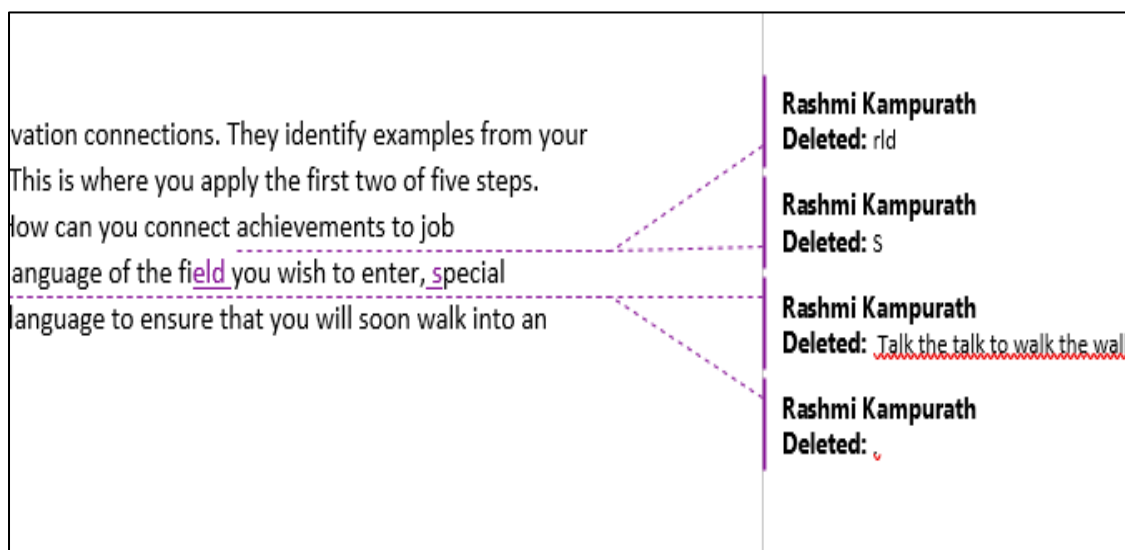 vation connections. They identify examples from your
This is where you apply the first two of five steps.
How can you connect achievements to job
anguage of the field you wish to enter, special
language to ensure that you will soon walk into an
Rashmi Kampurath
Deleted: rld
Rashmi Kampurath
Deleted: S
Rashmi Kampurath
Deleted: Talk the talk to walk the wal
Rashmi Kampurath
Deleted: ,